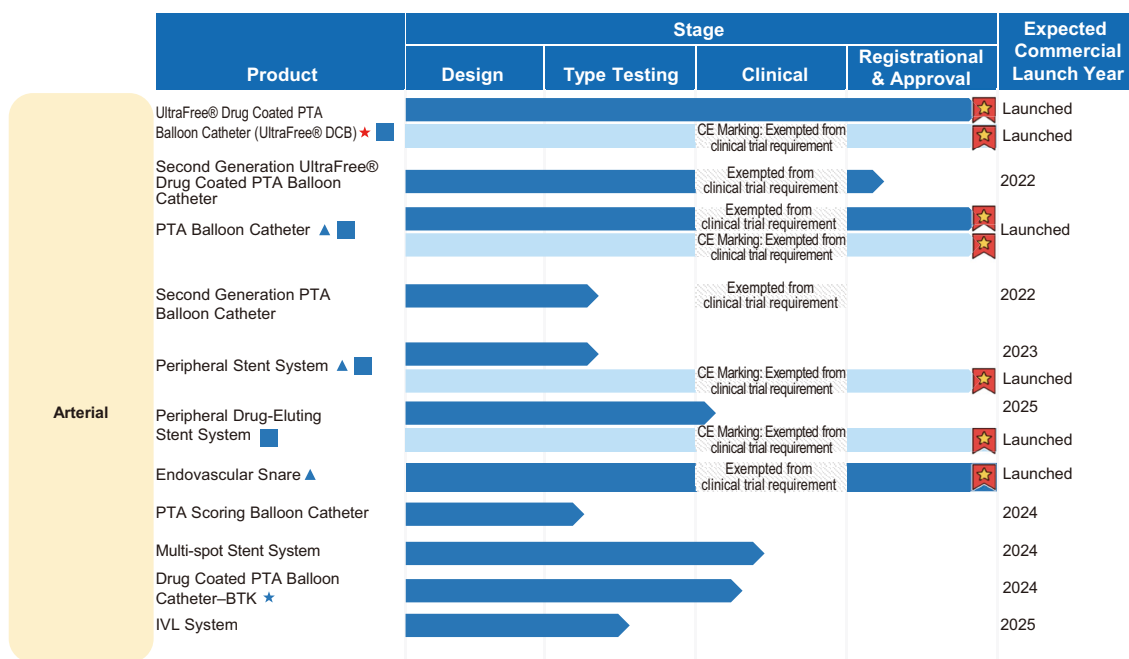 Product
Stage
Expected
Commercial
Launch Year
Design
Type Testing
Clinical
Registrational
& Approval
Arterial
UltraFree® Drug Coated PTA
Balloon Catheter (UltraFree® DCB)
Launched
CE Marking: Exempted from
clinical trial requirement
Launched
Second Generation UltraFree®
Drug Coated PTA Balloon
Catheter
Exempted from
clinical trial requirement
2022
PTA Balloon Catheter
Exempted from
clinical trial requirement
CE Marking: Exempted from
clinical trial requirement
Launched
Second Generation PTA
Balloon Catheter
Exempted from
clinical trial requirement
2022
Peripheral Stent System
2023
CE Marking: Exempted from
clinical trial requirement
Launched
Peripheral Drug-Eluting
Stent System
2025
CE Marking: Exempted from
clinical trial requirement
Launched
Endovascular Snare
Exempted from
clinical trial requirement
Launched
PTA Scoring Balloon Catheter
2024
Multi-spot Stent System
2024
Drug Coated PTA Balloon
Catheter–BTK
2024
IVL System
2025